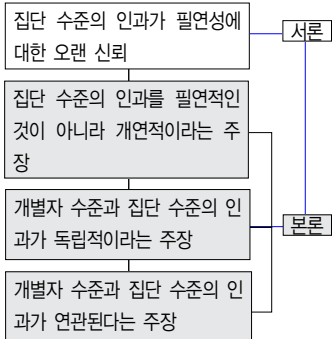 집단 수준의 인과가 필연성에
대한 오랜 신뢰
서론
집단 수준의 인과를 필연적인
것이 아니라 개연적이라는 주
장
개별자 수준과 집단 수준의 인
과가 독립적이라는 주장
본론
개별자 수준과 집단 수준의 인
과가 연관된다는 주장